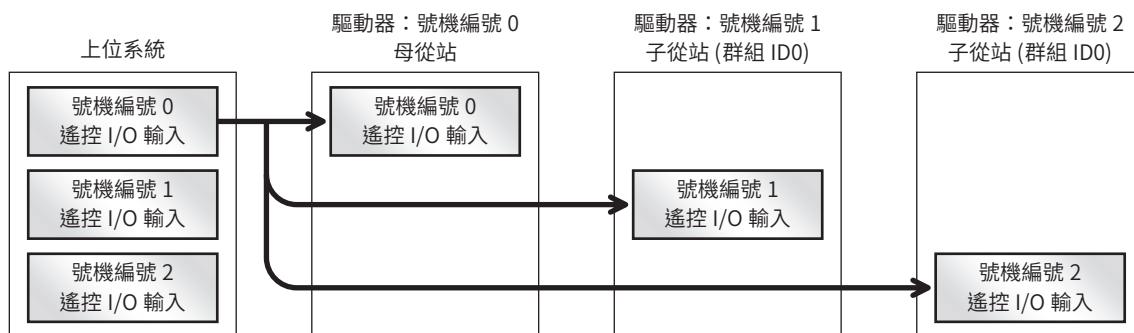 上位系統
驅動器：號機編號 0
母從站
驅動器：號機編號 1
子從站 (群組 ID0)
驅動器：號機編號 2
子從站 (群組 ID0)
號機編號 0
遙控 I/O 輸入
號機編號 1
遙控 I/O 輸入
號機編號 2
遙控 I/O 輸入
號機編號 0
遙控 I/O 輸入
號機編號 1
遙控 I/O 輸入
號機編號 2
遙控 I/O 輸入